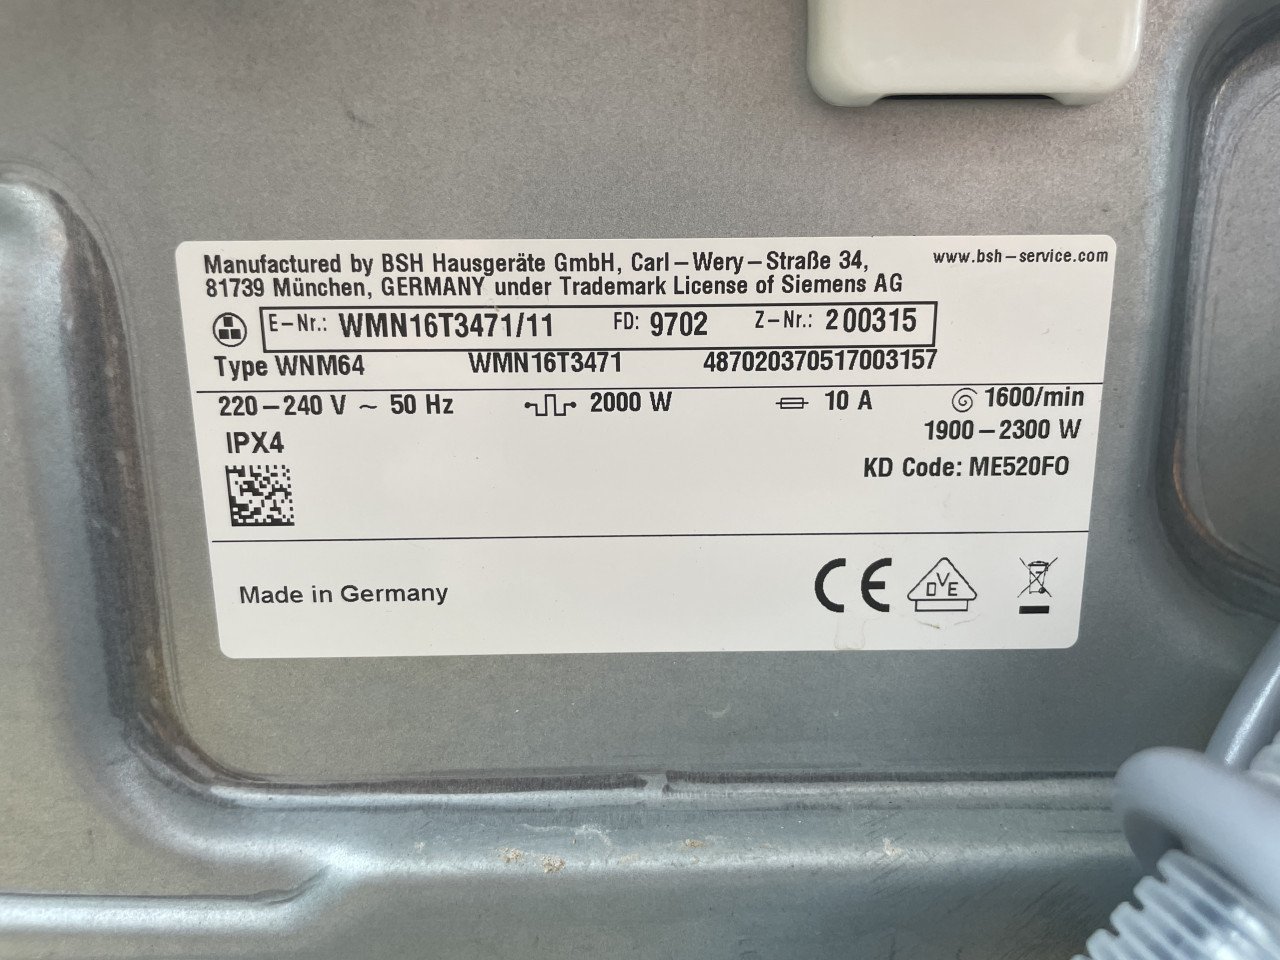 Manufactured by BSH Hausgeräte GmbH, Carl-Wery-Straße 34,
www.bsh-service.com
81739 München, GERMANY under Trademark License of Siemens AG
E-Nr.: WMN16T3471/11 FD: 9702 Z-Nr.: 200315
Type WNM64 WMN16T3471 487020370517003157
220-240 V ~ 50 Hz 2000 W 10 A 1600/min
1900-2300 W
IPX4
KD Code: ME520FO
Made in Germany
CE
DVE